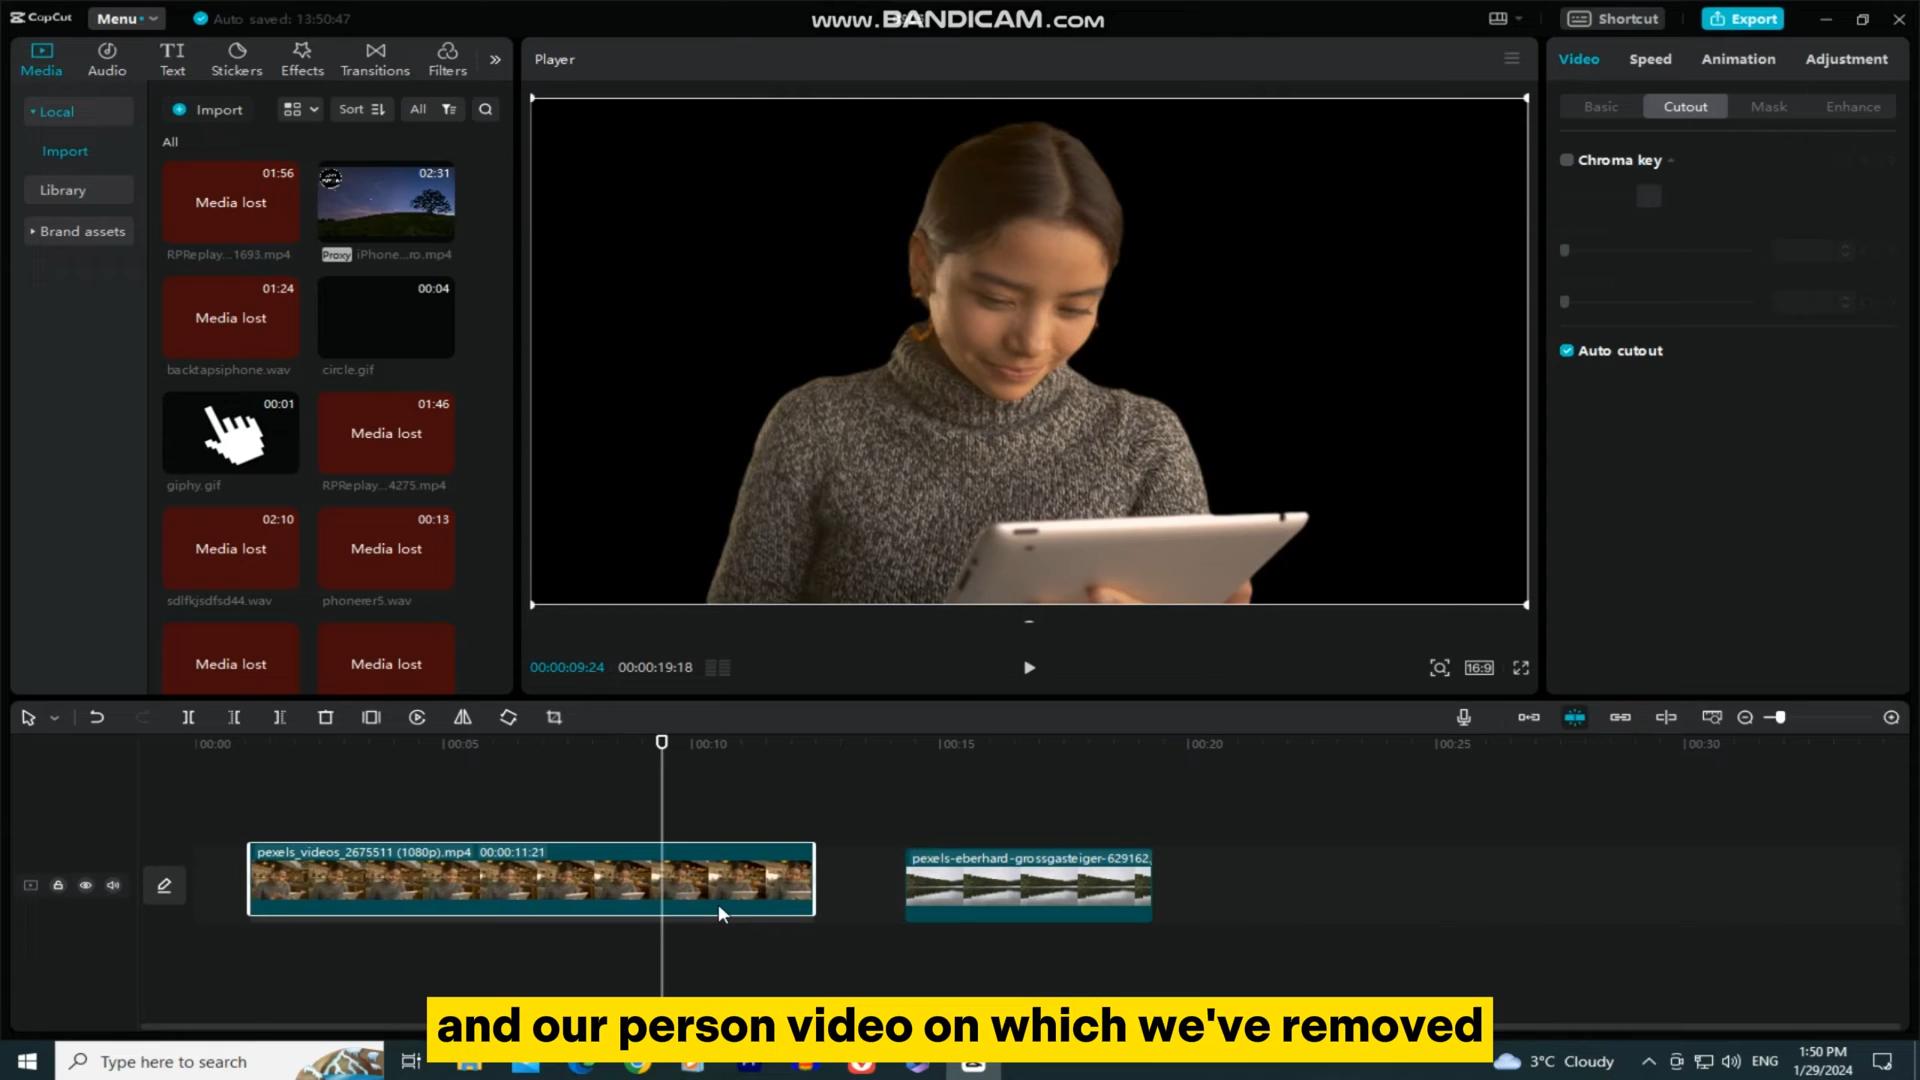 CapCut
Menu
Auto saved: 13:50:47
www.BANDICAM.com
Shortcut
Export
Media
Audio
TI
Text
Stickers
Effects
Transitions
Filters
Player
Video
Speed
Animation
Adjustment
Local
Import
Library
Brand assets
Import
Sort
All
All
01:56
Media lost
RPReplay...1693.mp4
02:31
Proxy
iPhone...ro.mp4
01:24
Media lost
backtapsiphone.wav
00:04
circle.gif
00:01
giphy.gif
01:46
Media lost
RPReplay...4275.mp4
02:10
Media lost
sdlfkjsdfsd44.wav
00:13
Media lost
phonerer5.wav
Media lost
Media lost
Basic
Cutout
Mask
Enhance
Chroma key
Auto cutout
00:00:09:24
00:00:19:18
16:9
00:00
00:05
00:10
00:15
00:20
00:25
00:30
pexels_videos_2675511 (1080p).mp4 00:00:11:21
pexels-eberhard-grossgasteiger-629162.
and our person video on which we've removed
Type here to search
3°C Cloudy
ENG
1:50 PM
1/29/2024